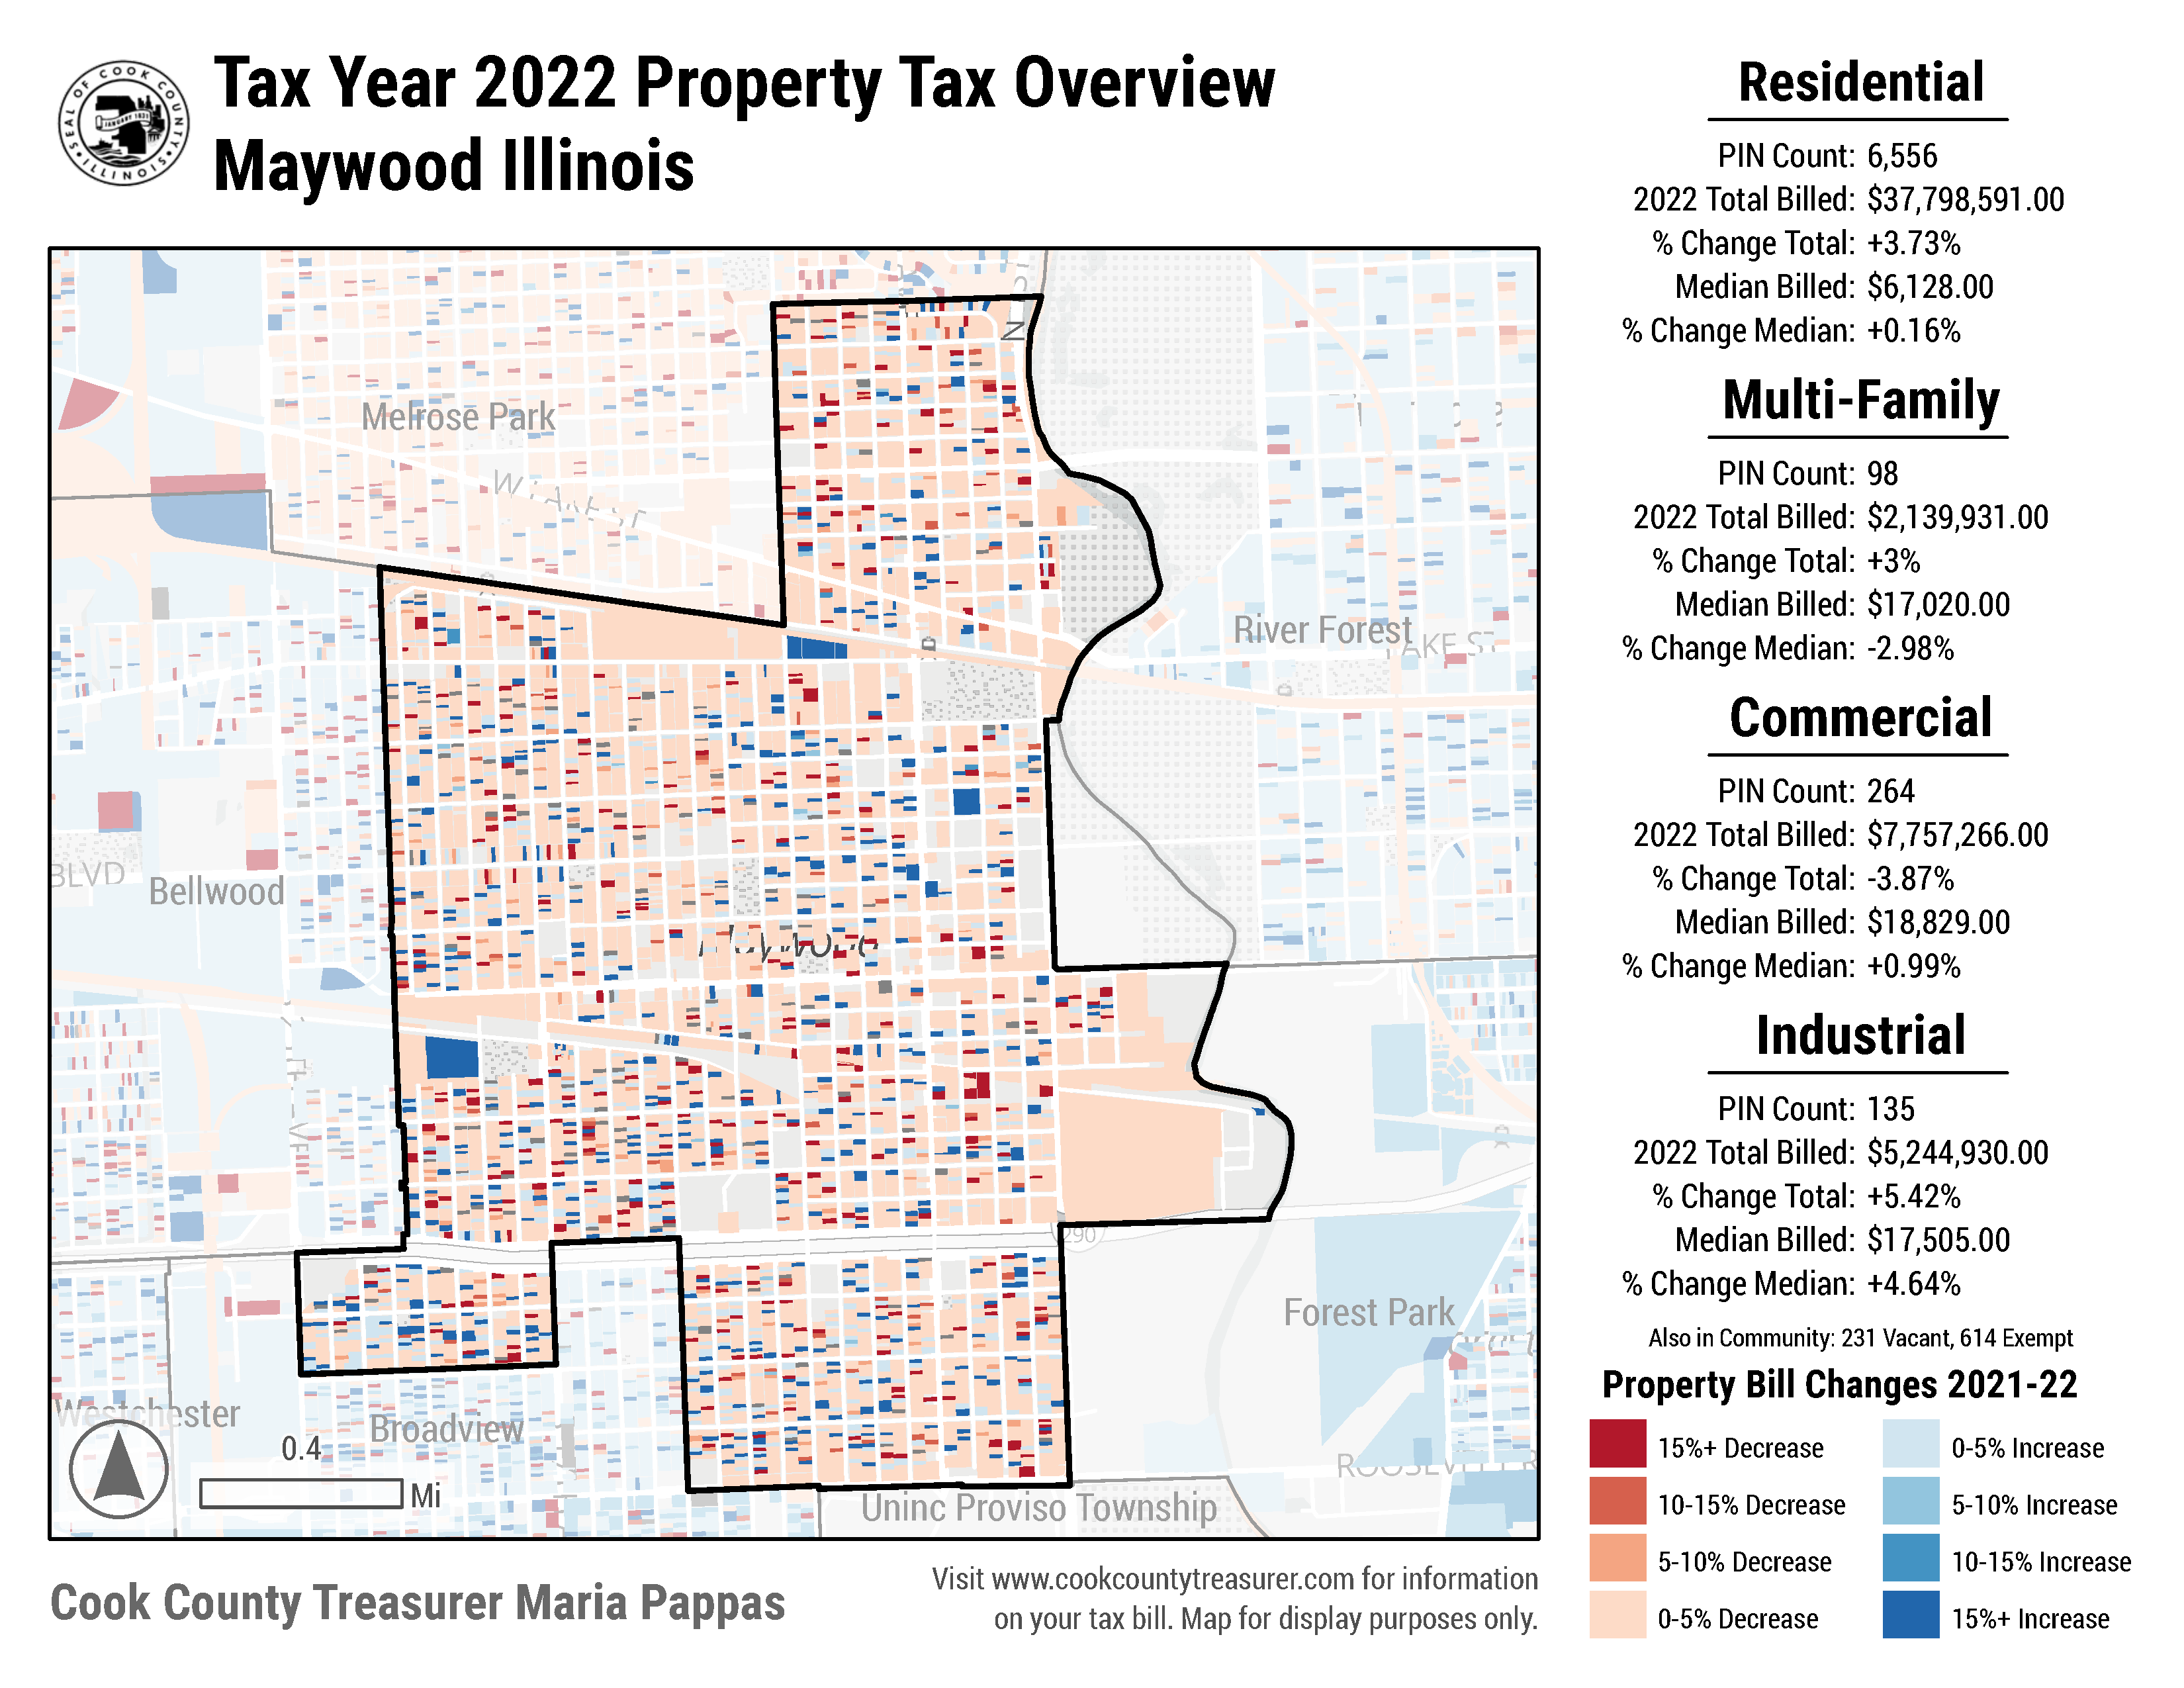 SEAL OF COOK COUNTY
ILLINOIS
JANUARY 1831
Tax Year 2022 Property Tax Overview
Maywood Illinois
Melrose Park
W LAKE ST
River Forest
LAKE ST
BLVD
Bellwood
Maywood
290
Forest Park
Westchester
Broadview
0.4
Mi
Uninc Proviso Township
Cook County Treasurer Maria Pappas
Visit www.cookcountytreasurer.com for information
on your tax bill. Map for display purposes only.
Residential
PIN Count: 6,556
2022 Total Billed: $37,798,591.00
% Change Total: +3.73%
Median Billed: $6,128.00
% Change Median: +0.16%
Multi-Family
PIN Count: 98
2022 Total Billed: $2,139,931.00
% Change Total: +3%
Median Billed: $17,020.00
% Change Median: -2.98%
Commercial
PIN Count: 264
2022 Total Billed: $7,757,266.00
% Change Total: -3.87%
Median Billed: $18,829.00
% Change Median: +0.99%
Industrial
PIN Count: 135
2022 Total Billed: $5,244,930.00
% Change Total: +5.42%
Median Billed: $17,505.00
% Change Median: +4.64%
Also in Community: 231 Vacant, 614 Exempt
Property Bill Changes 2021-22
15%+ Decrease
10-15% Decrease
5-10% Decrease
0-5% Decrease
0-5% Increase
5-10% Increase
10-15% Increase
15%+ Increase